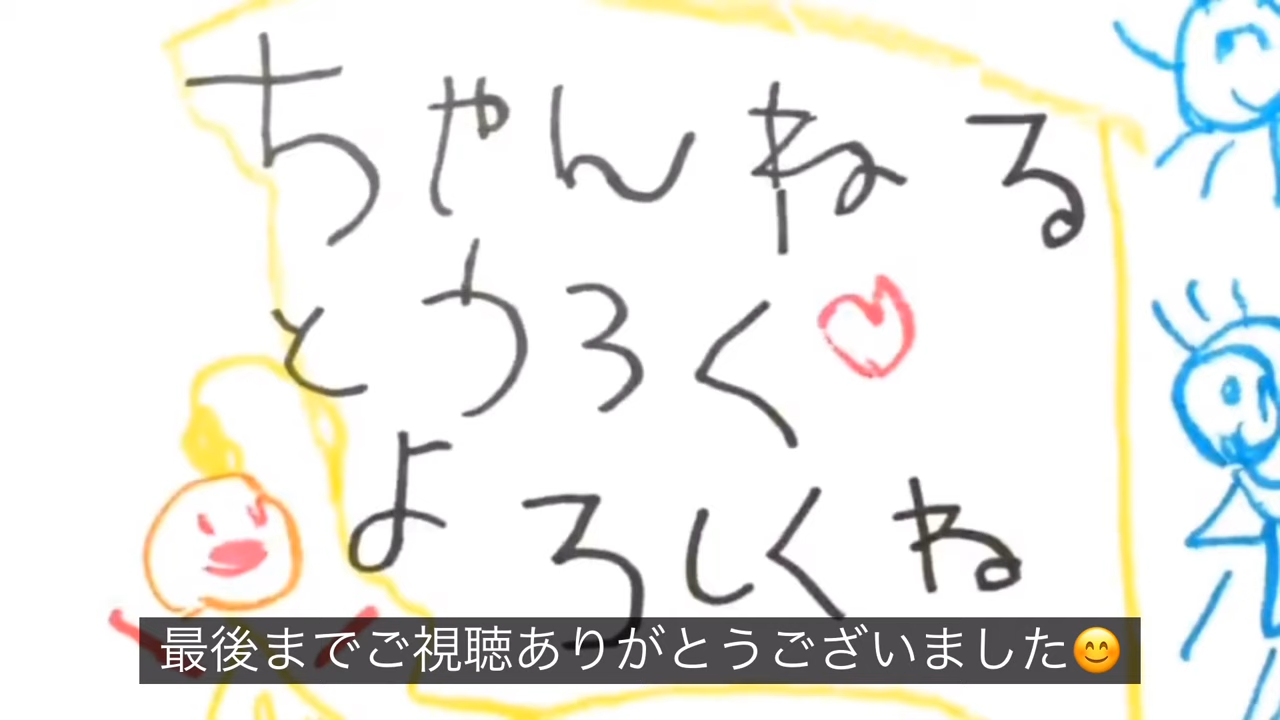 ちゃんねる
とうろく♡
よろしくね
最後までご視聴ありがとうございました😊